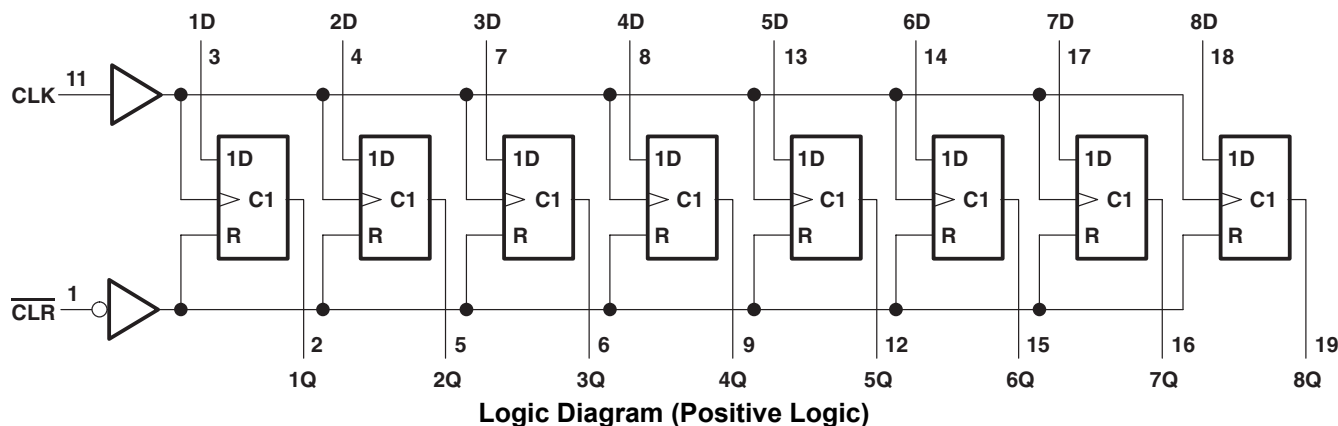 1D 2D 3D 4D 5D 6D 7D 8D
3 4 7 8 13 14 17 18
CLK 11
1D 1D 1D 1D 1D 1D 1D 1D
C1 C1 C1 C1 C1 C1 C1 C1
R R R R R R R R
CLR 1
2 5 6 9 12 15 16 19
1Q 2Q 3Q 4Q 5Q 6Q 7Q 8Q
Logic Diagram (Positive Logic)